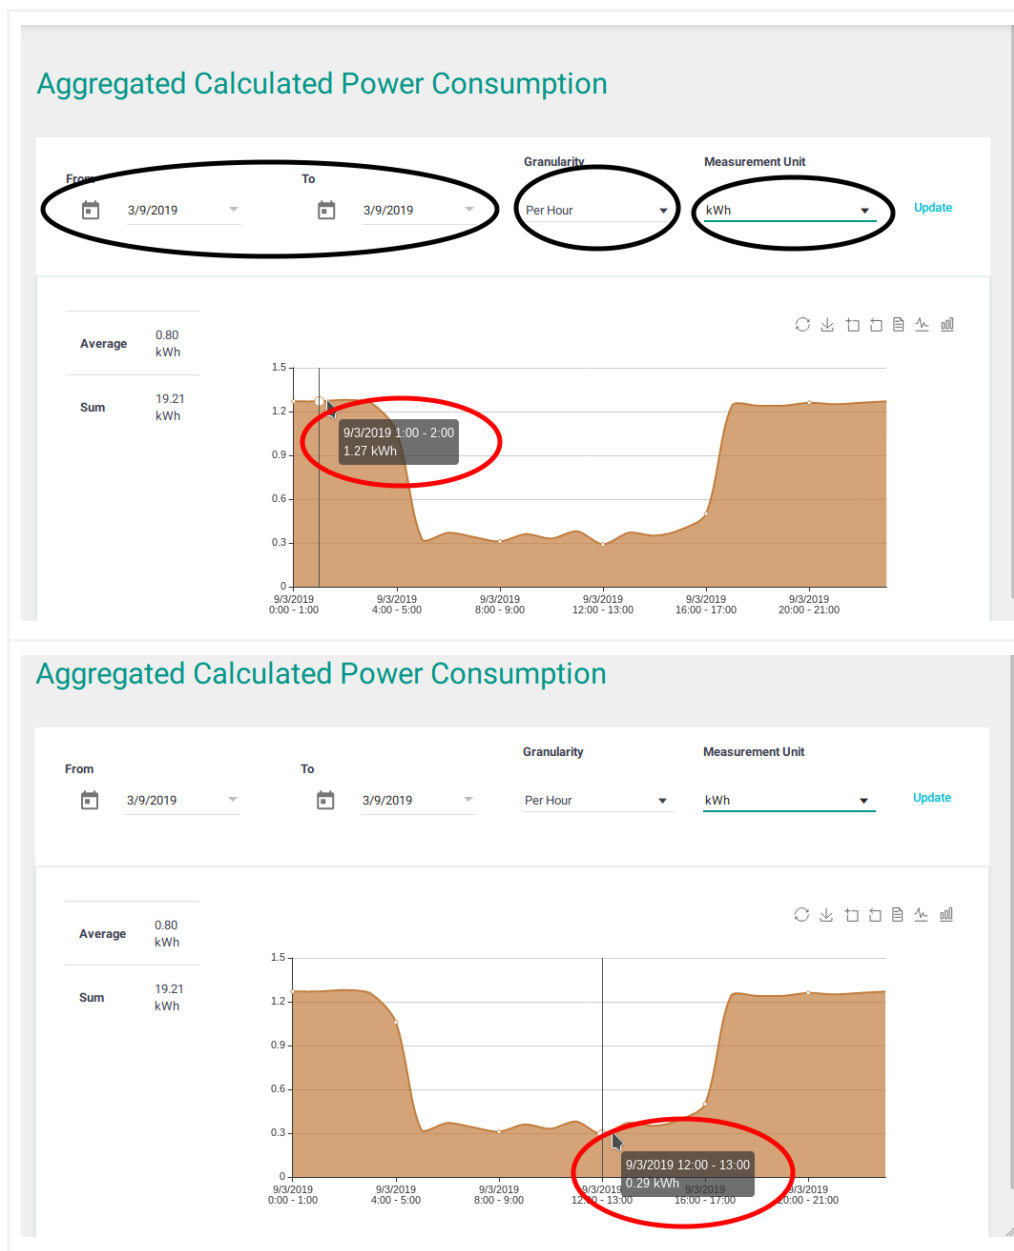 Aggregated Calculated Power Consumption
From
To
Granularity
Measurement Unit
3/9/2019
3/9/2019
Per Hour
kWh
Update
Average
0.80
kWh
Sum
19.21
kWh
1.5
1.2
0.9
0.6
0.3
0
9/3/2019 1:00 - 2:00
1.27 kWh
9/3/2019
0:00 - 1:00
9/3/2019
4:00 - 5:00
9/3/2019
8:00 - 9:00
9/3/2019
12:00 - 13:00
9/3/2019
16:00 - 17:00
9/3/2019
20:00 - 21:00
Aggregated Calculated Power Consumption
From
To
Granularity
Measurement Unit
3/9/2019
3/9/2019
Per Hour
kWh
Update
Average
0.80
kWh
Sum
19.21
kWh
1.5
1.2
0.9
0.6
0.3
0
9/3/2019 12:00 - 13:00
0.29 kWh
9/3/2019
0:00 - 1:00
9/3/2019
4:00 - 5:00
9/3/2019
8:00 - 9:00
9/3/2019
12:00 - 13:00
9/3/2019
16:00 - 17:00
9/3/2019
20:00 - 21:00